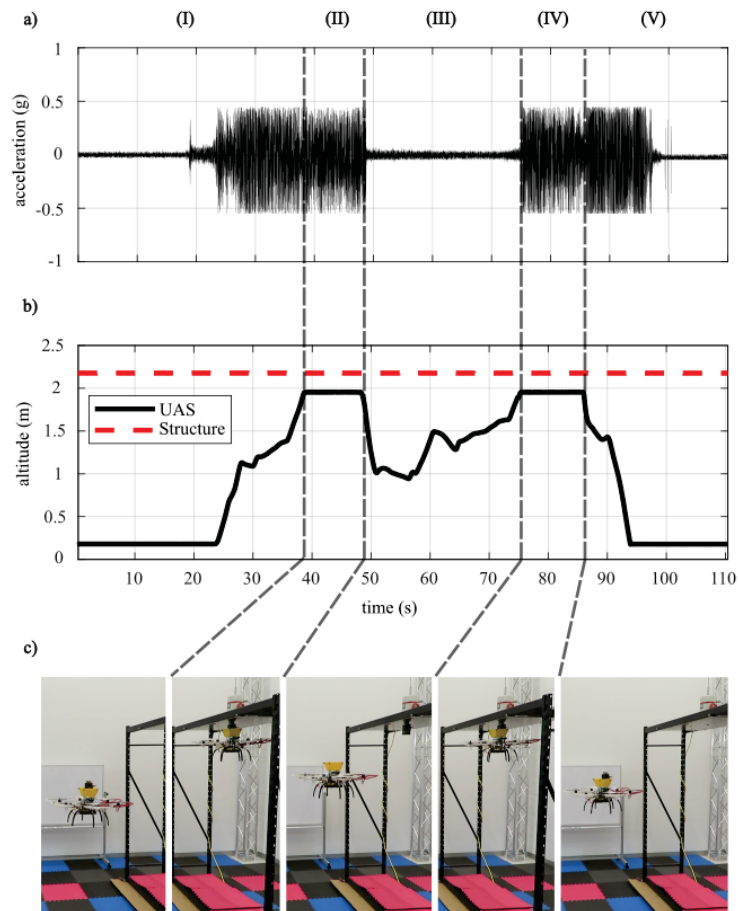 a) (I) (II) (III) (IV) (V)
1
0.5
0
-0.5
-1
acceleration (g)
b)
2.5
2
1.5
1
0.5
0
altitude (m)
UAS
Structure
10 20 30 40 50 60 70 80 90 100 110
time (s)
c)